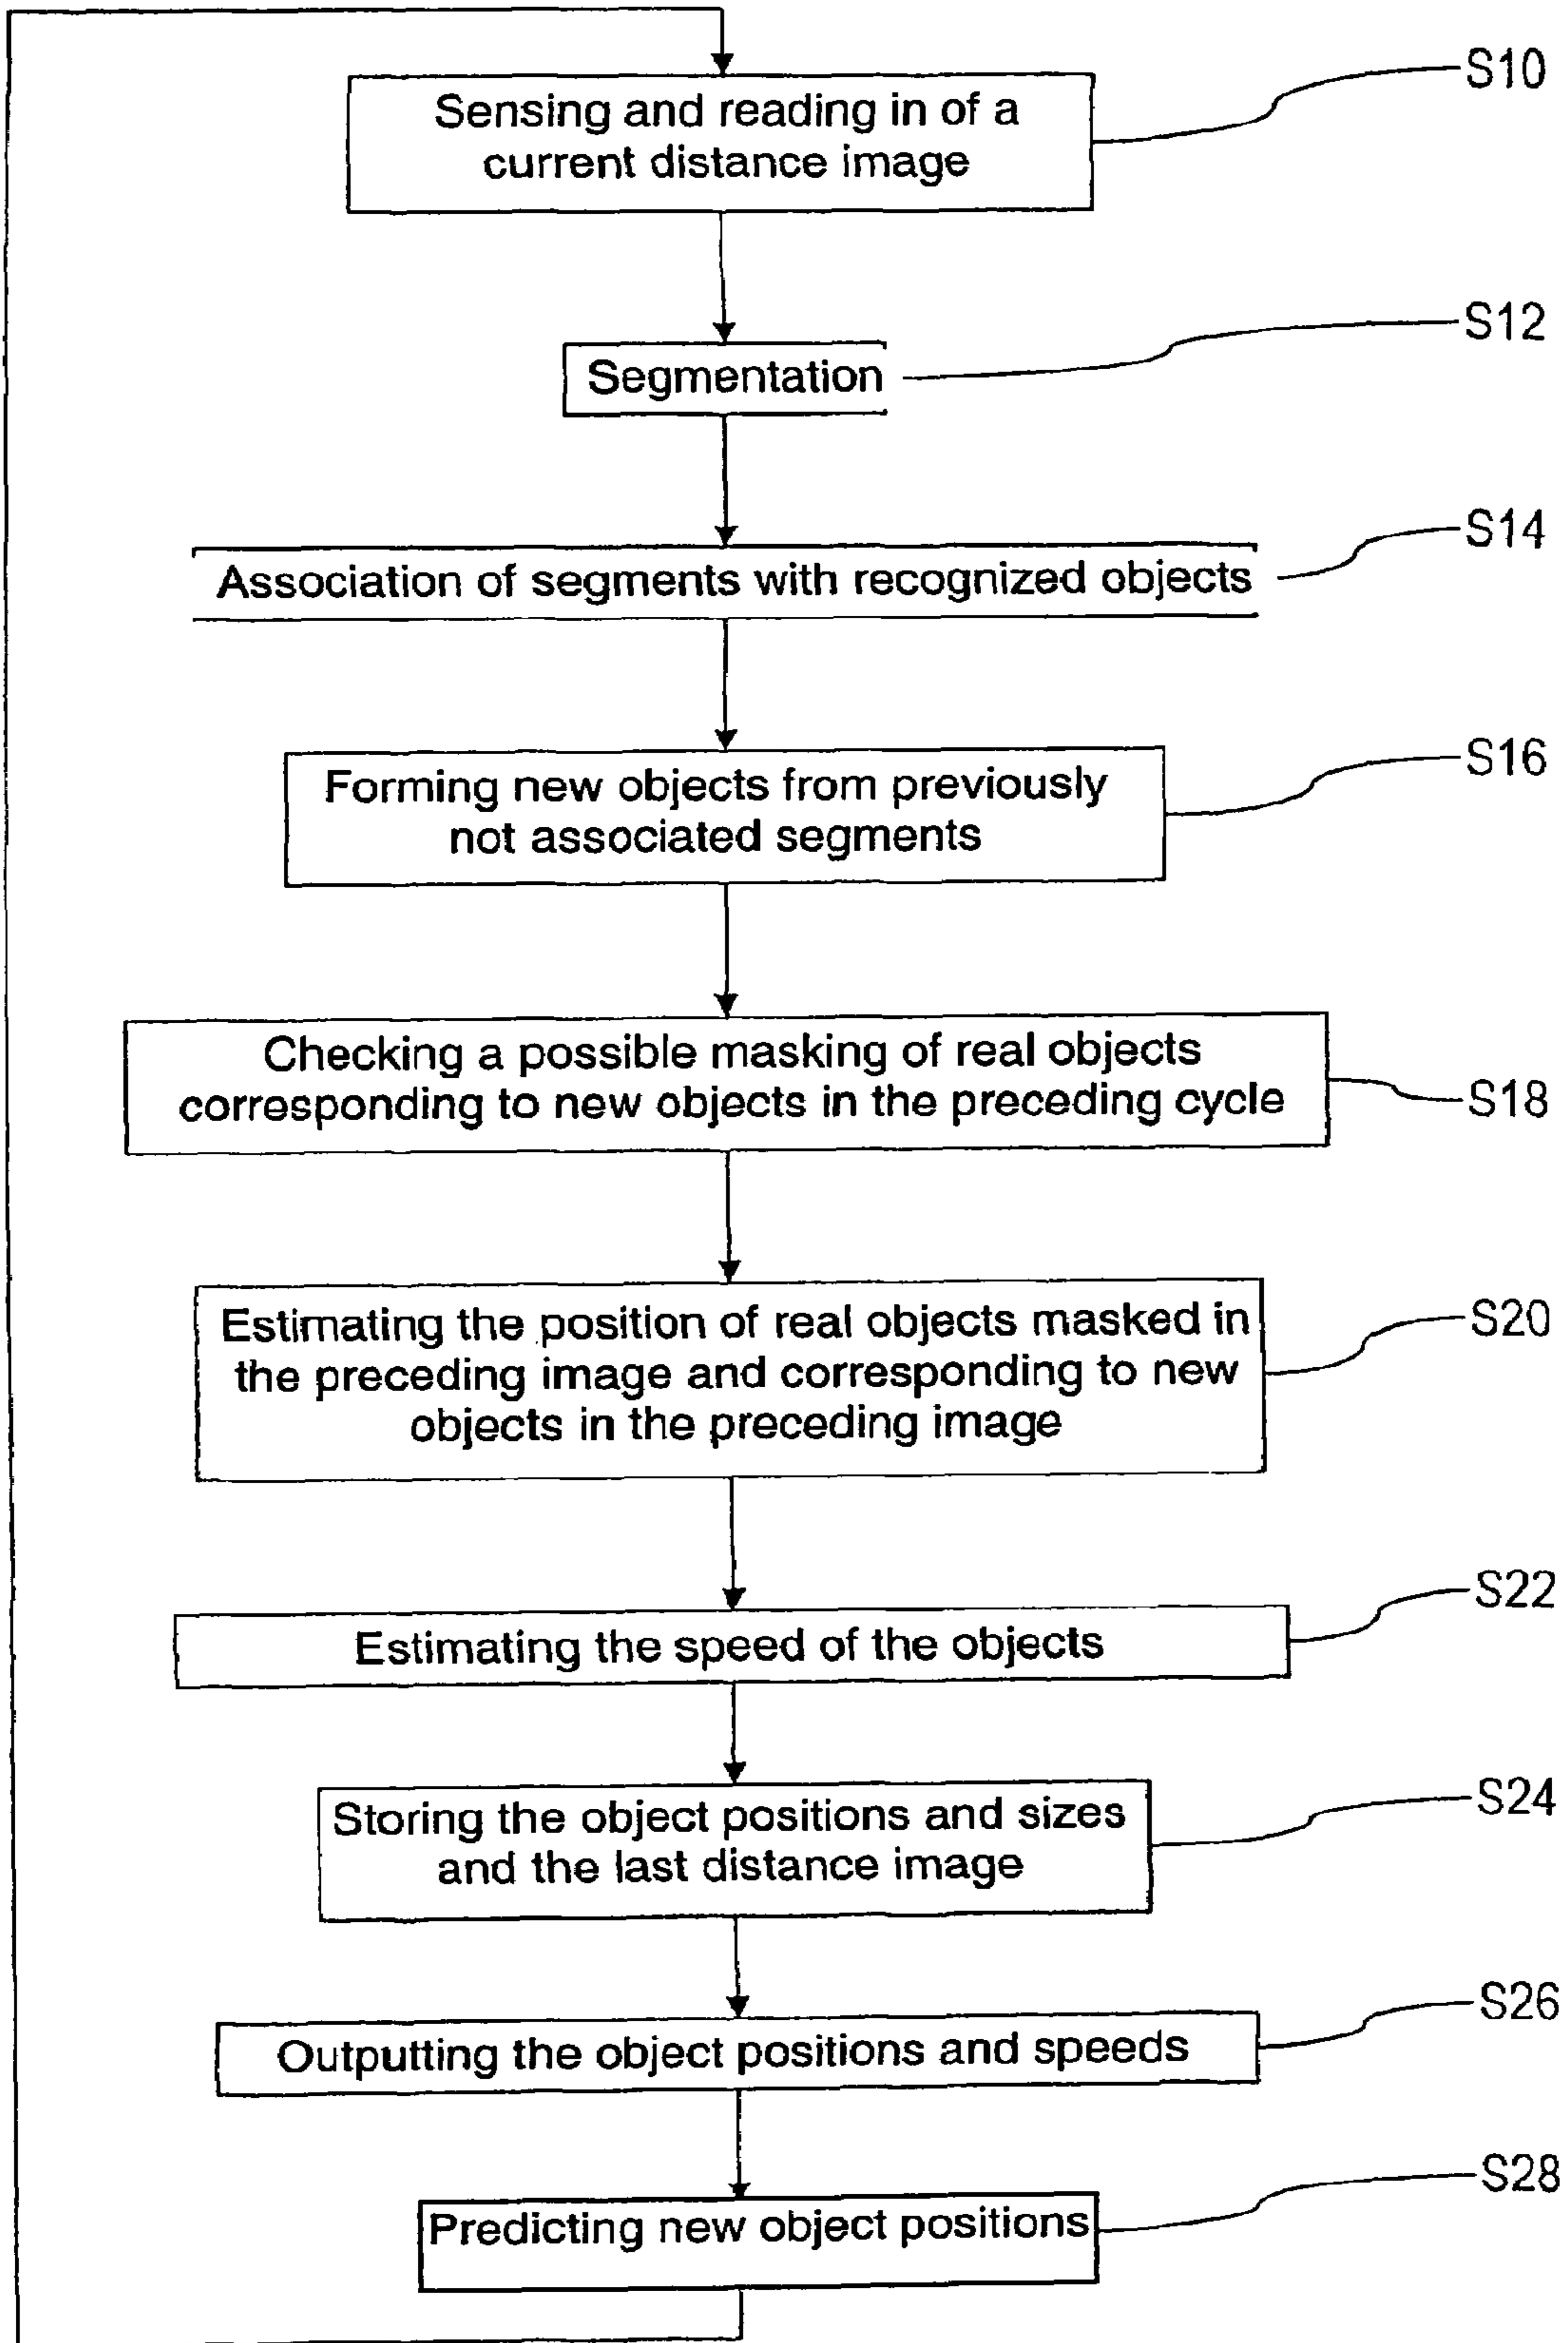 S10
Sensing and reading in of a
current distance image
S12
Segmentation
S14
Association of segments with recognized objects
S16
Forming new objects from previously
not associated segments
Checking a possible masking of real objects
corresponding to new objects in the preceding cycle
S18
Estimating the position of real objects masked in
the preceding image and corresponding to new
objects in the preceding image
S20
S22
Estimating the speed of the objects
S24
Storing the object positions and sizes
and the last distance image
S26
Outputting the object positions and speeds
S28
Predicting new object positions